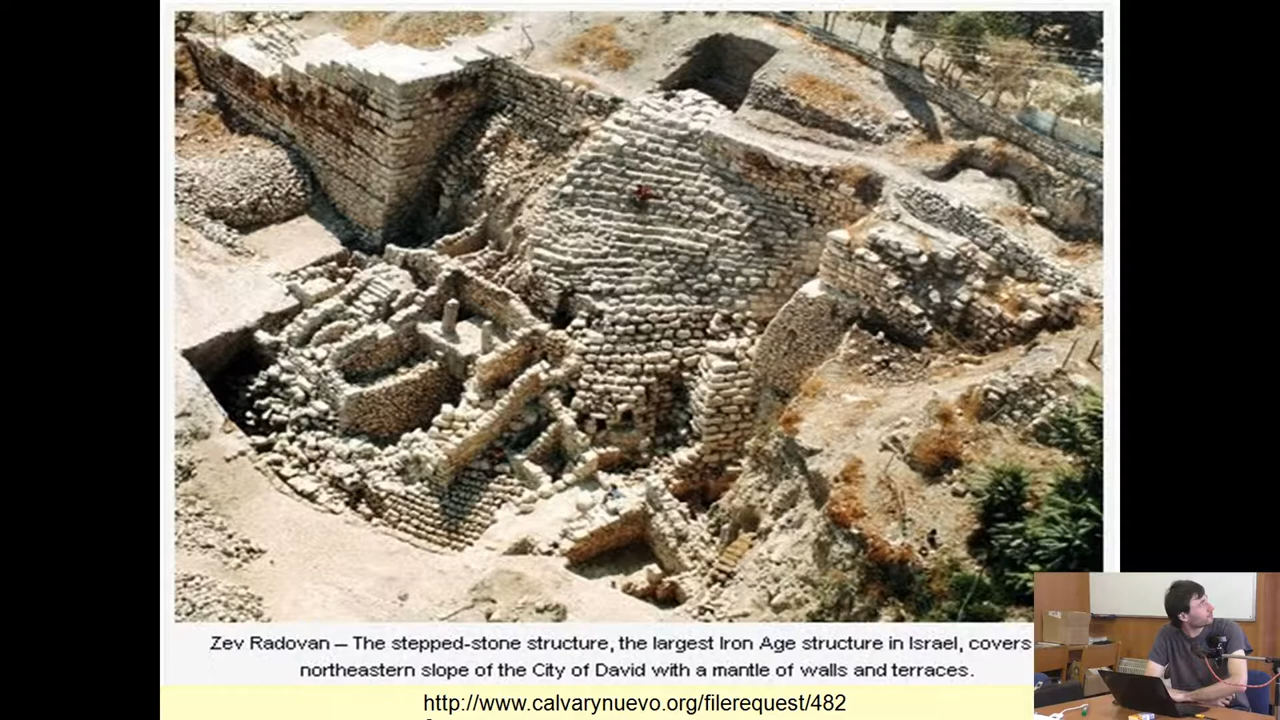 Zev Radovan – The stepped-stone structure, the largest Iron Age structure in Israel, covers
northeastern slope of the City of David with a mantle of walls and terraces.
http://www.calvarynuevo.org/filerequest/482